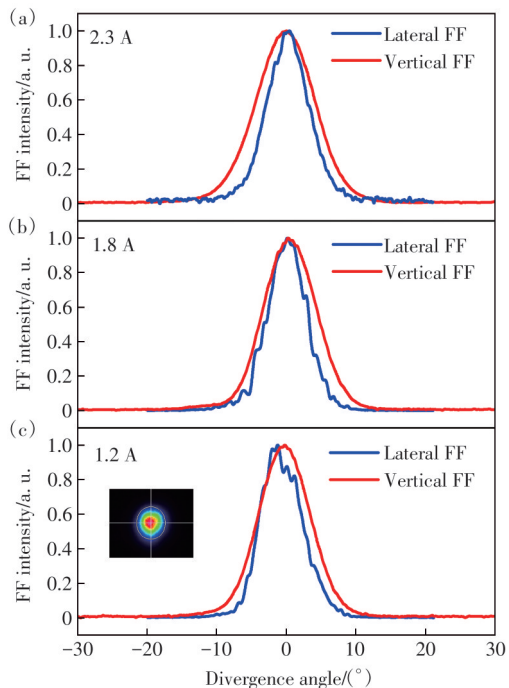 (a)
2.3 A
Lateral FF
Vertical FF
1.0
0.8
0.6
0.4
0.2
0
FF intensity/a. u.
(b)
1.8 A
Lateral FF
Vertical FF
1.0
0.8
0.6
0.4
0.2
0
FF intensity/a. u.
(c)
1.2 A
Lateral FF
Vertical FF
1.0
0.8
0.6
0.4
0.2
0
FF intensity/a. u.
−30 −20 −10 0 10 20 30
Divergence angle/(°)